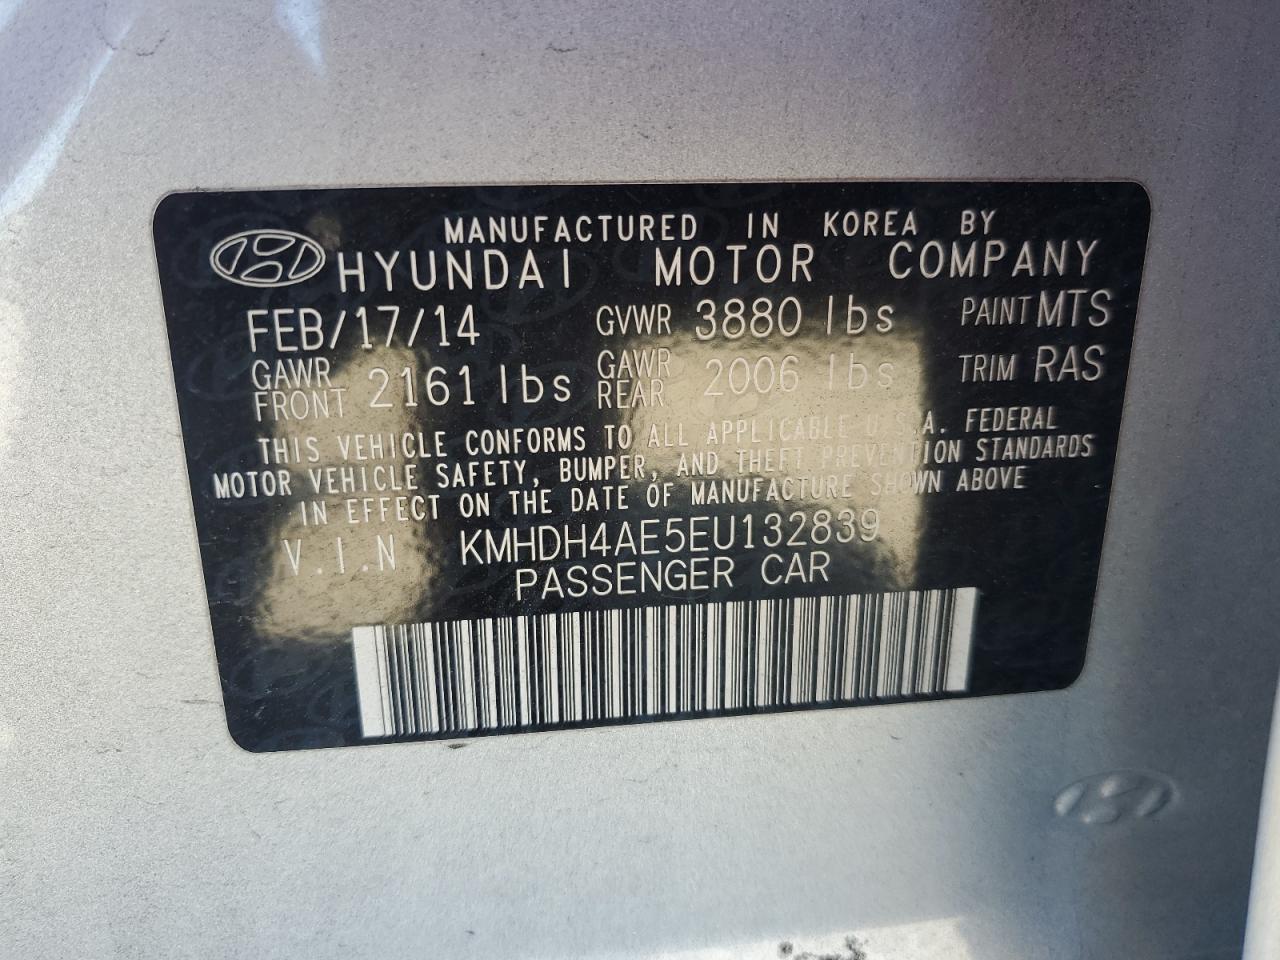 MANUFACTURED IN KOREA BY
HYUNDAI MOTOR COMPANY
FEB/17/14 GVWR 3880 lbs PAINT MTS
GAWR FRONT 2161 lbs GAWR REAR 2006 lbs TRIM RAS
THIS VEHICLE CONFORMS TO ALL APPLICABLE U.S.A. FEDERAL
MOTOR VEHICLE SAFETY, BUMPER, AND THEFT PREVENTION STANDARDS
IN EFFECT ON THE DATE OF MANUFACTURE SHOWN ABOVE
V.I.N KMHDH4AE5EU132839
PASSENGER CAR